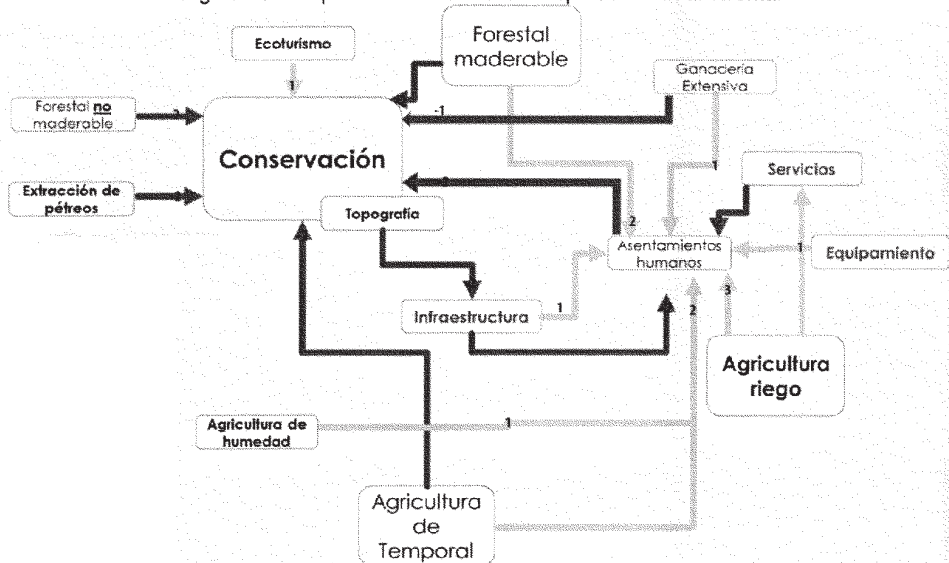 Ecoturismo
Forestal
maderable
Ganadería
Extensiva
1
-1
Forestal no
maderable
Conservación
1
Servicios
Extracción de
pétreos
Topografía
2
Asentamientos
humanos
1
Equipamiento
1
3
2
Infraestructura
Agricultura
riego
Agricultura de
humedad
1
Agricultura
de
Temporal